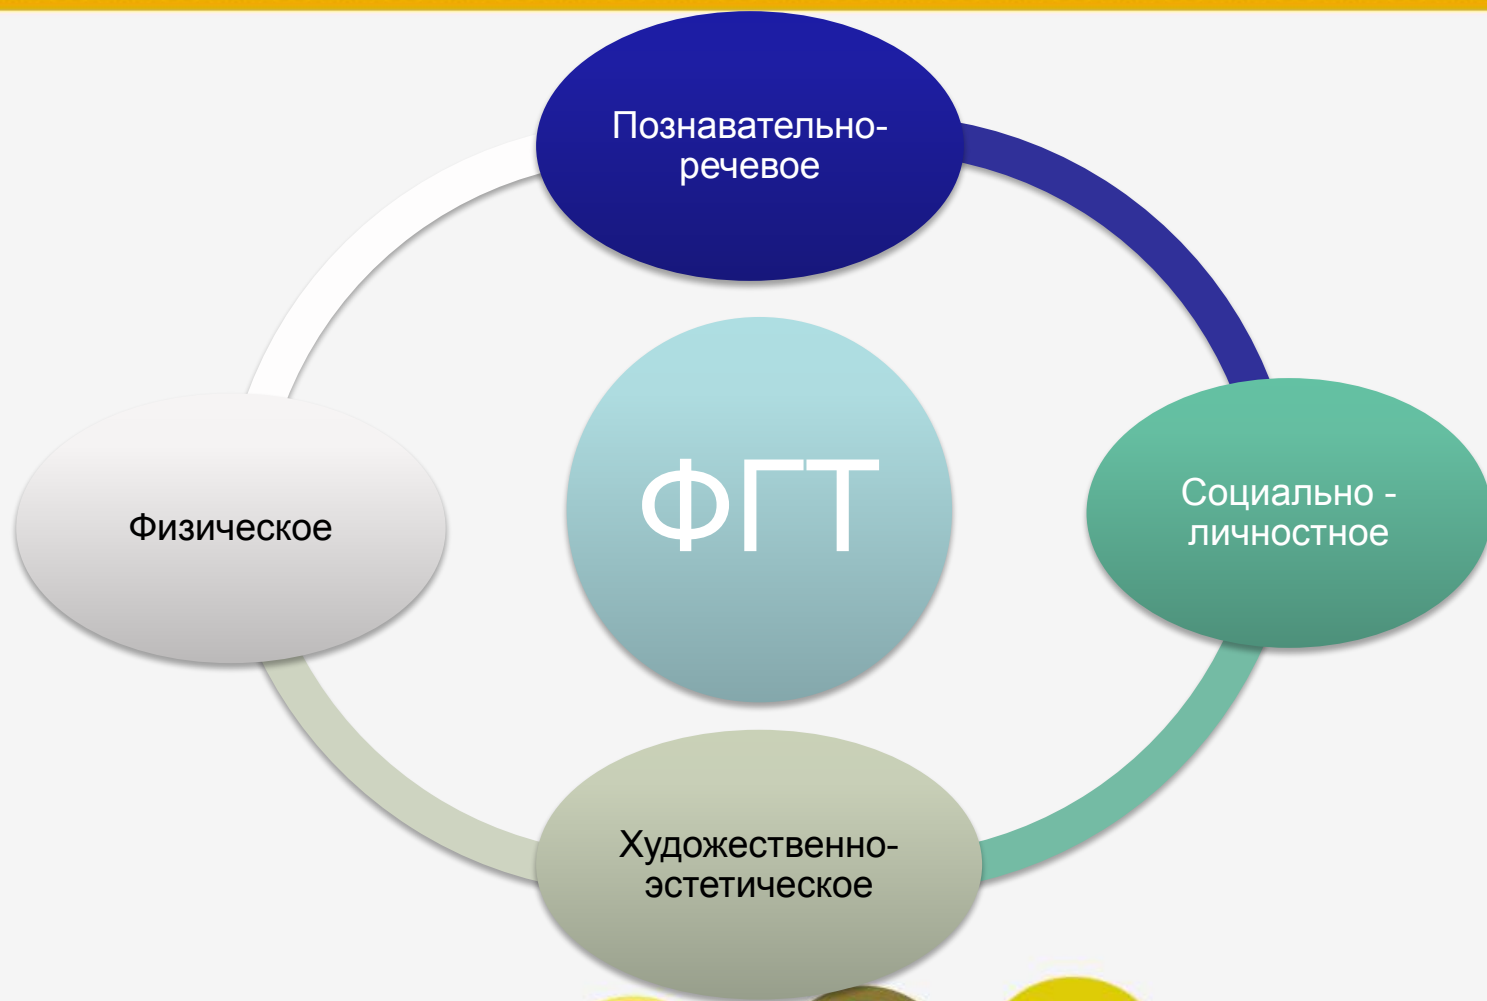 Познавательно-
речевое
ФГТ
Физическое
Социально -
личностное
Художественно-
эстетическое